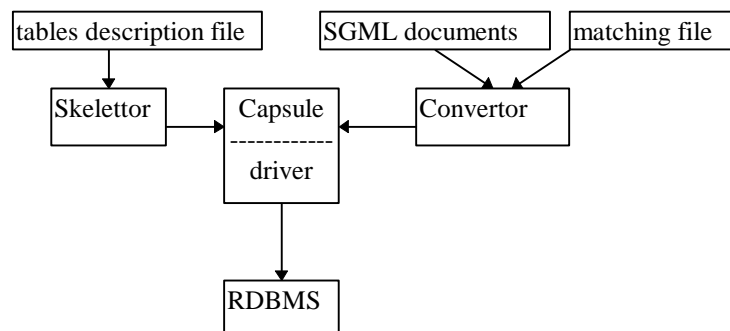 tables description file
SGML documents
matching file
Skelettor
Capsule
Convertor
driver
RDBMS